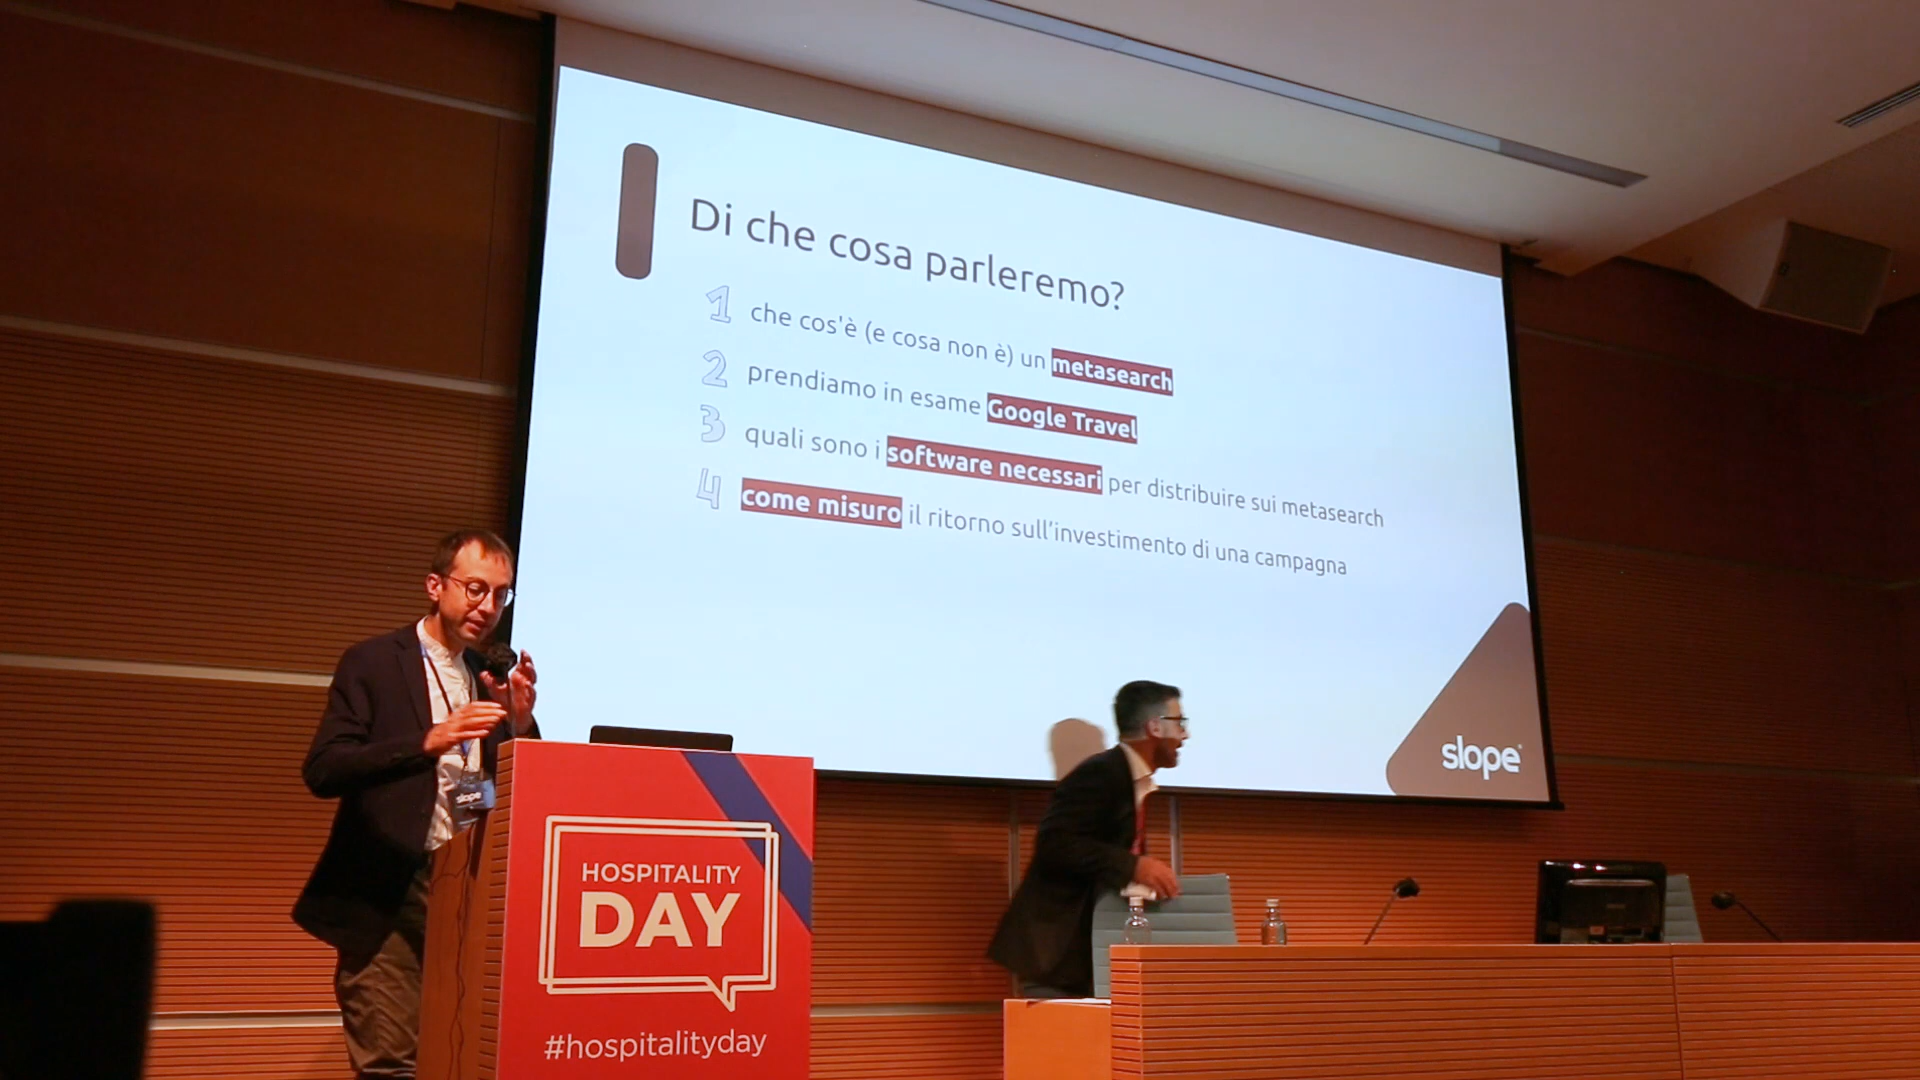 Di che cosa parleremo?
1 che cos'è (e cosa non è) un metasearch
2 prendiamo in esame Google Travel
3 quali sono i software necessari per distribuire sui metasearch
4 come misuro il ritorno sull'investimento di una campagna
slope
slope
HOSPITALITY
DAY
#hospitalityday